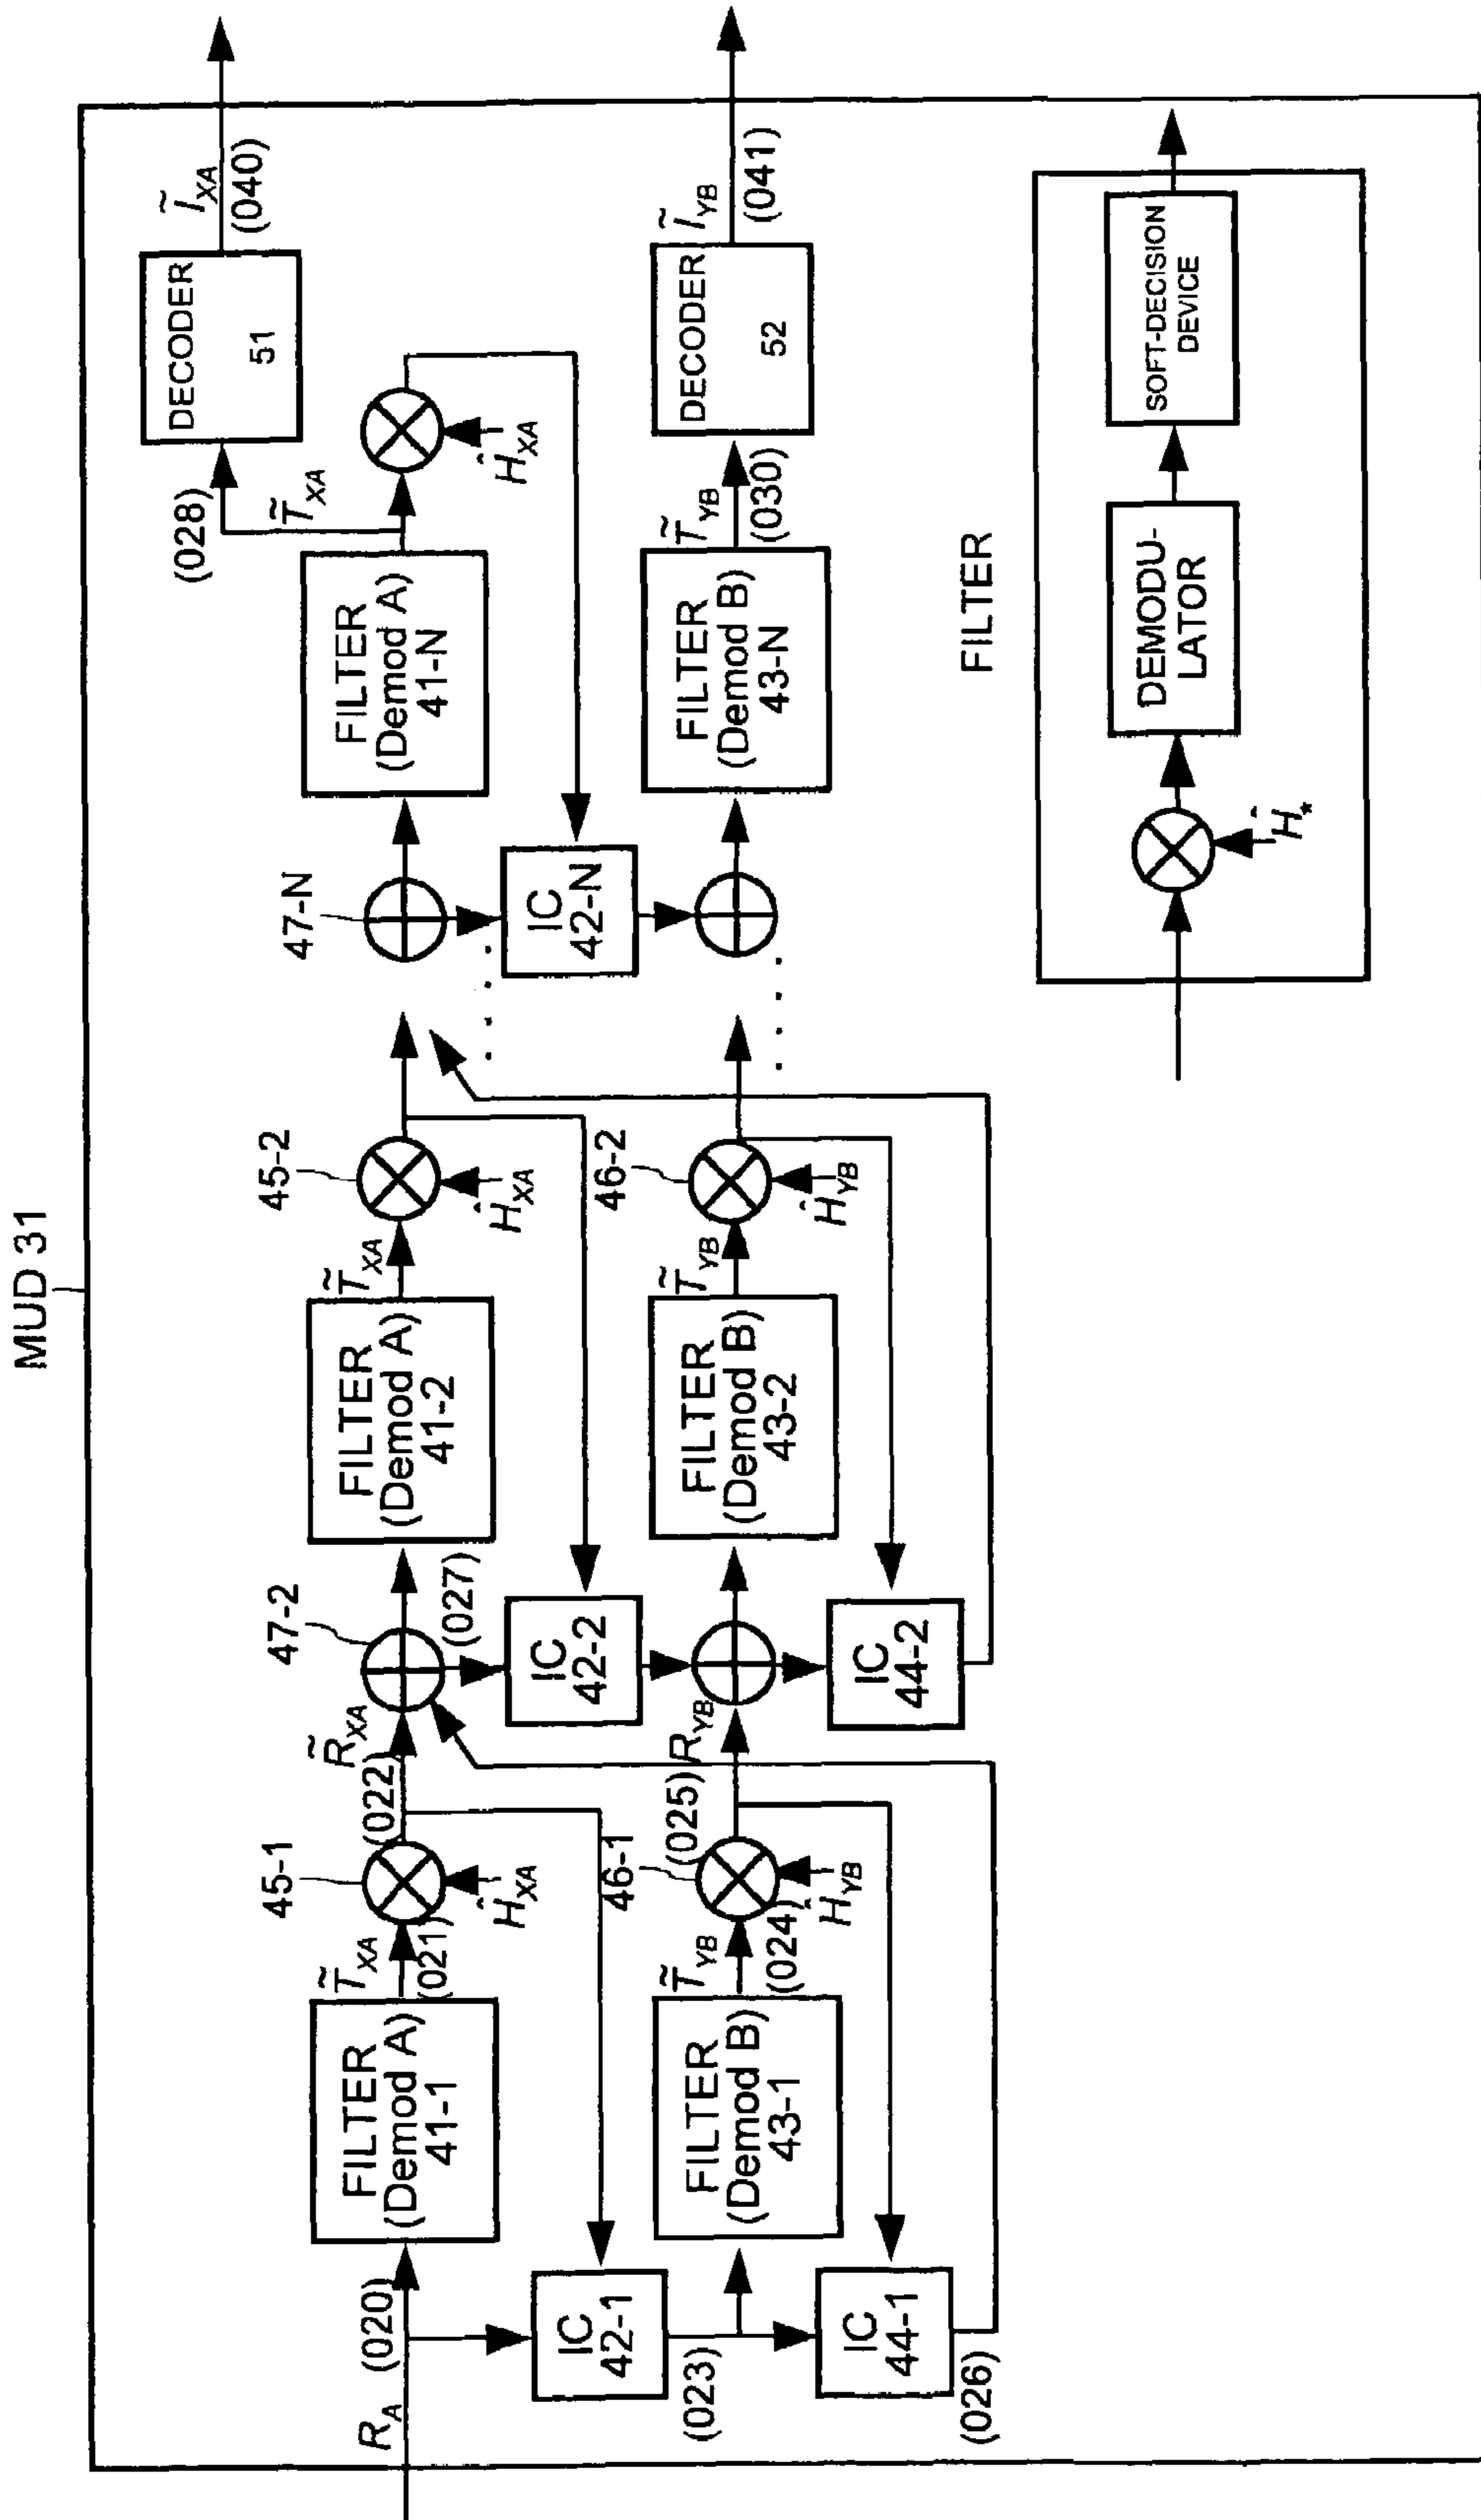 MUD 31
R_A
(020)
FILTER
(Demod A)
41-1
T̃_XA
(021)
45-1
Ĥ_XA
(022)
R̃_XA
47-2
(027)
FILTER
(Demod A)
41-2
T̃_XA
45-2
Ĥ_XA
47-N
FILTER
(Demod A)
41-N
T̃_XA
(028)
Ĥ_XA
DECODER
51
Ĩ_XA
(040)
IC
42-1
(023)
IC
42-2
IC
42-N
FILTER
(Demod B)
43-1
T̃_YB
(024)
46-1
Ĥ_YB
(025)
R_YB
FILTER
(Demod B)
43-2
T̃_YB
46-2
Ĥ_YB
FILTER
(Demod B)
43-N
T̃_YB
(030)
DECODER
52
Ĩ_YB
(041)
IC
44-1
(026)
IC
44-2
FILTER
Ĥ_*
DEMODU-
LATOR
SOFT-DECISION
DEVICE